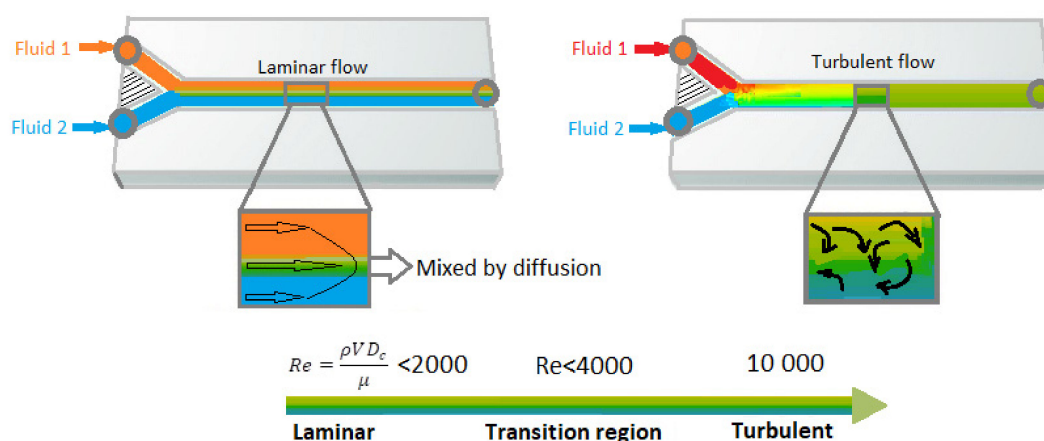 Fluid 1
Laminar flow
Fluid 2
Fluid 1
Turbulent flow
Fluid 2
Mixed by diffusion
Re = ρVD_c / μ <2000
Re<4000
10 000
Laminar
Transition region
Turbulent